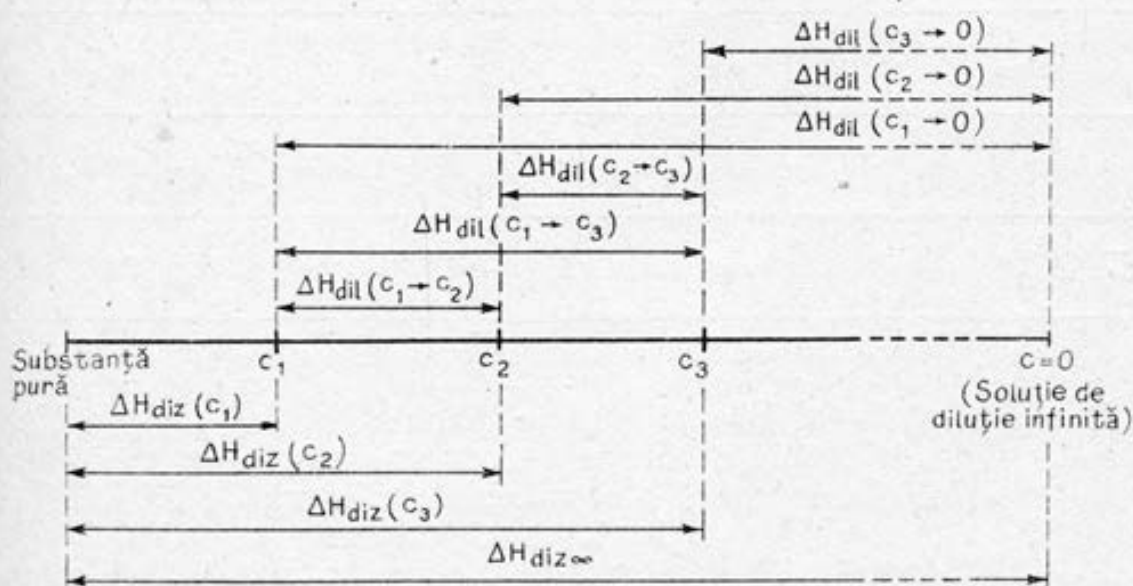 ΔHdil (c₃ → 0)
ΔHdil (c₂ → 0)
ΔHdil (c₁ → 0)
ΔHdil(c₂→c₃)
ΔHdil(c₁ → c₃)
ΔHdil(c₁→c₂)
Substanță
pură
c₁
c₂
c₃
c=0
(Soluție de
diluție infinită)
ΔHdiz (c₁)
ΔHdiz (c₂)
ΔHdiz(c₃)
ΔHdiz∞